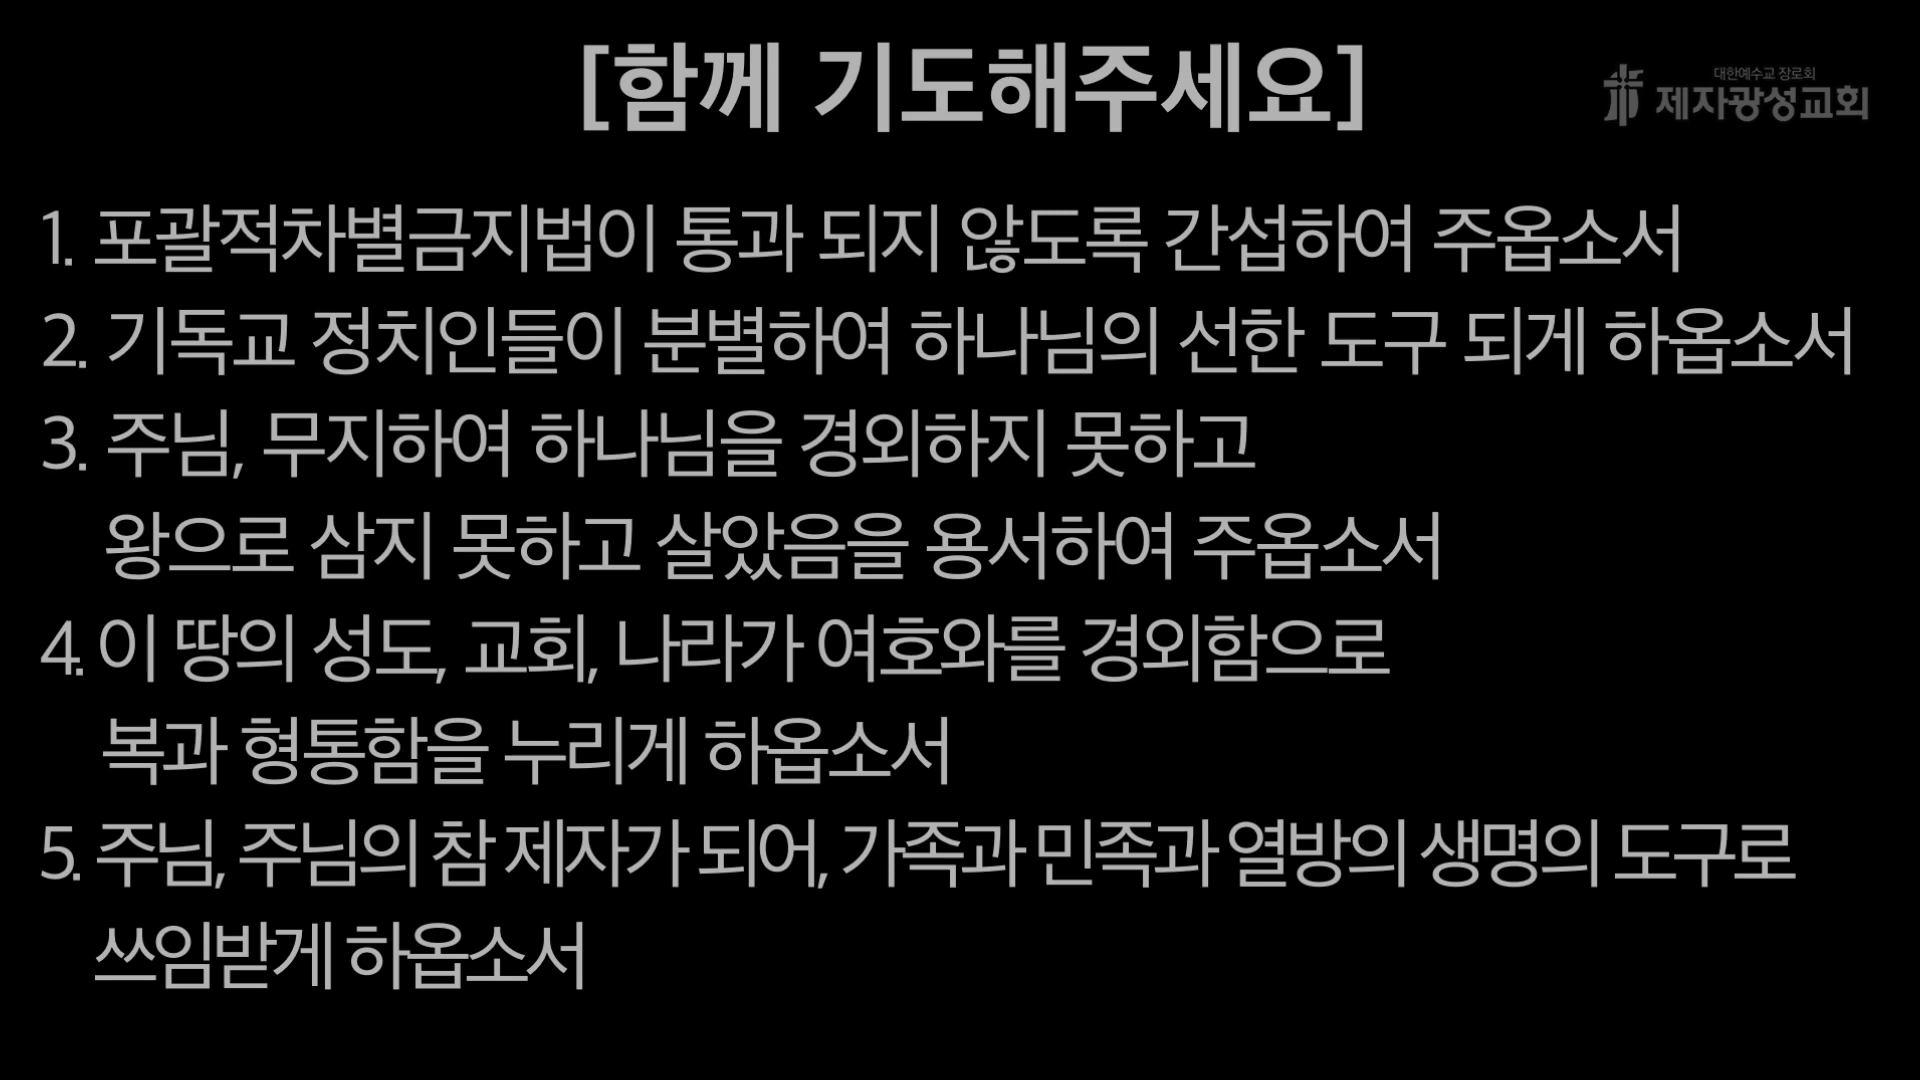 [함께 기도해주세요]
대한예수교 장로회
제자광성교회
1. 포괄적차별금지법이 통과 되지 않도록 간섭하여 주옵소서
2. 기독교 정치인들이 분별하여 하나님의 선한 도구 되게 하옵소서
3. 주님, 무지하여 하나님을 경외하지 못하고
왕으로 삼지 못하고 살았음을 용서하여 주옵소서
4. 이 땅의 성도, 교회, 나라가 여호와를 경외함으로
복과 형통함을 누리게 하옵소서
5. 주님, 주님의 참 제자가 되어, 가족과 민족과 열방의 생명의 도구로
쓰임받게 하옵소서